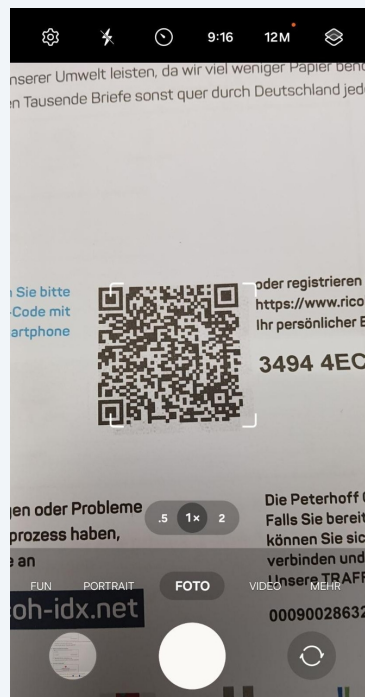 9:16
12M
nserer Umwelt leisten, da wir viel weniger Papier
n Tausende Briefe sonst quer durch Deutschland jed
Sie bitte
-Code mit
artphone
oder registrieren
https://www.rico
Ihr persönlicher E
3494 4EC
gen oder Probleme
prozess haben,
e an
oh-idx.net
Die Peterhoff
Falls Sie bereit
können Sie sic
verbinden und
Unsere TRAFF
00090028632
.5
1×
2
FUN
PORTRAIT
FOTO
VIDEO
MEHR